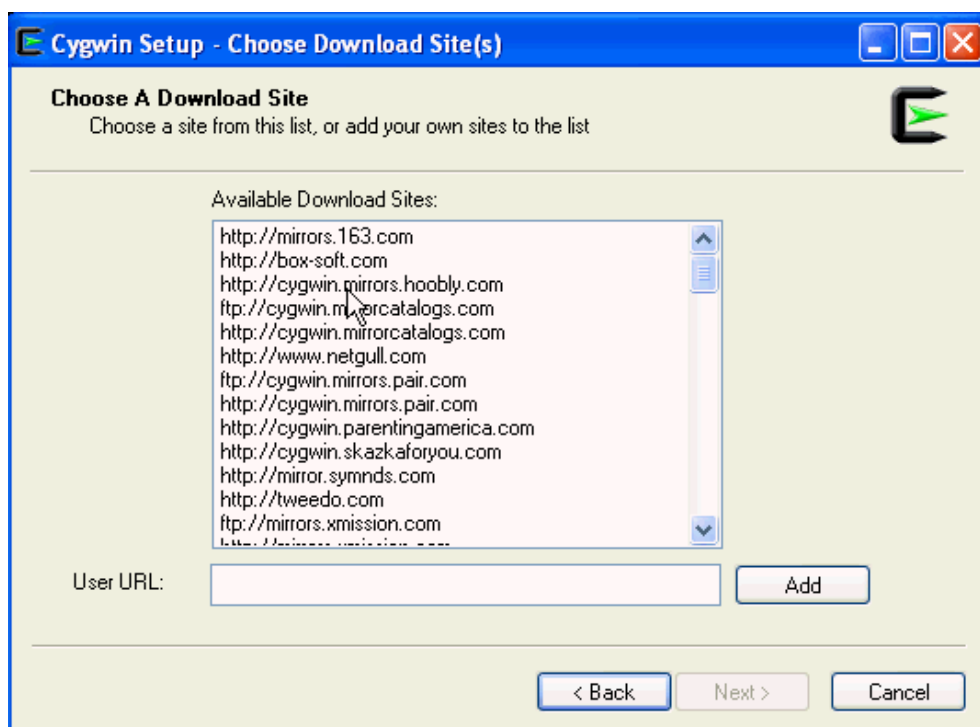 Cygwin Setup - Choose Download Site(s)
Choose A Download Site
Choose a site from this list, or add your own sites to the list
Available Download Sites:
http://mirrors.163.com
http://box-soft.com
http://cygwin.mirrors.hoobly.com
ftp://cygwin.mirrorcatalogs.com
http://cygwin.mirrorcatalogs.com
http://www.netgull.com
ftp://cygwin.mirrors.pair.com
http://cygwin.mirrors.pair.com
http://cygwin.parentingamerica.com
http://cygwin.skazkaforyou.com
http://mirror.symnds.com
http://tweedo.com
ftp://mirrors.xmission.com
User URL:
Add
< Back
Next >
Cancel